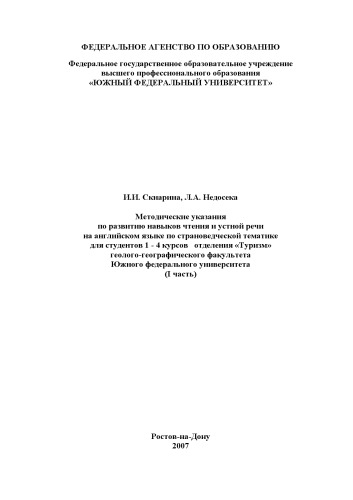 ФЕДЕРАЛЬНОЕ АГЕНСТВО ПО ОБРАЗОВАНИЮ
Федеральное государственное образовательное учреждение
высшего профессионального образования
«ЮЖНЫЙ ФЕДЕРАЛЬНЫЙ УНИВЕРСИТЕТ»
И.И. Скнарина, Л.А. Недосека
Методические указания
по развитию навыков чтения и устной речи
на английском языке по страноведческой тематике
для студентов 1 - 4 курсов отделения «Туризм»
геолого-географического факультета
Южного федерального университета
(I часть)
Ростов-на-Дону
2007